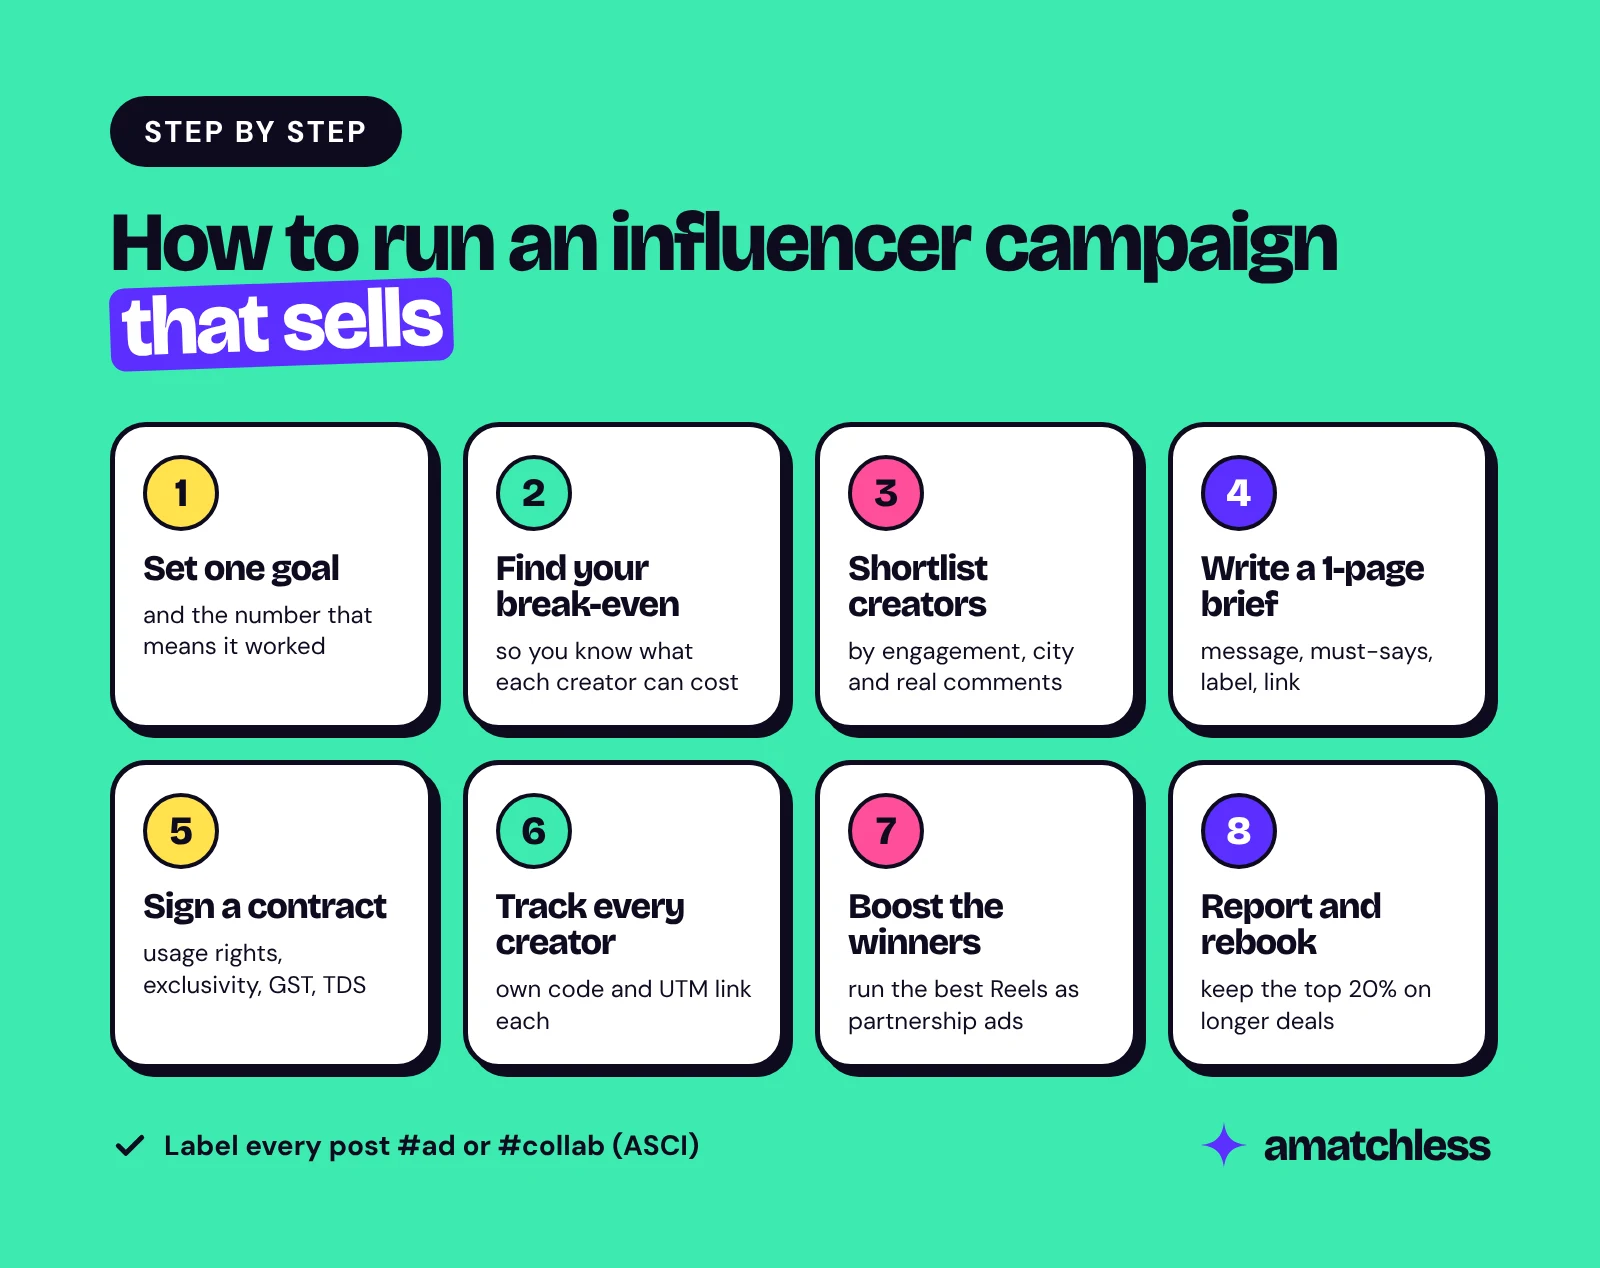 STEP BY STEP
How to run an influencer campaign
that sells
1
Set one goal
and the number that
means it worked
2
Find your
break-even
so you know what
each creator can cost
3
Shortlist
creators
by engagement, city
and real comments
4
Write a 1-page
brief
message, must-says,
label, link
5
Sign a contract
usage rights,
exclusivity, GST, TDS
6
Track every
creator
own code and UTM link
each
7
Boost the
winners
run the best Reels as
partnership ads
8
Report and
rebook
keep the top 20% on
longer deals
Label every post #ad or #collab (ASCI)
amatchless